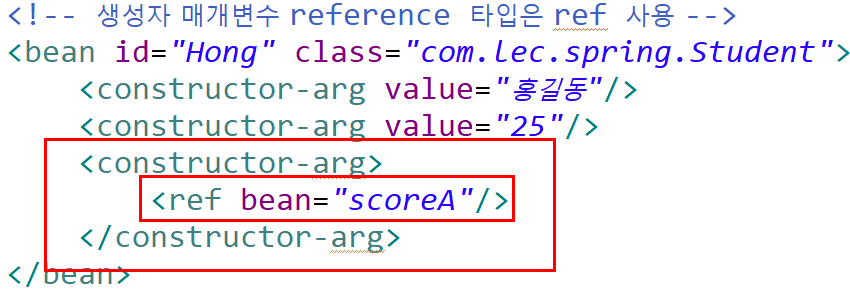 <!-- 생성자 매개변수 reference 타입은 ref 사용 -->
<bean id="Hong" class="com.lec.spring.Student">
<constructor-arg value="홍길동"/>
<constructor-arg value="25"/>
<constructor-arg>
<ref bean="scoreA"/>
</constructor-arg>
</bean>